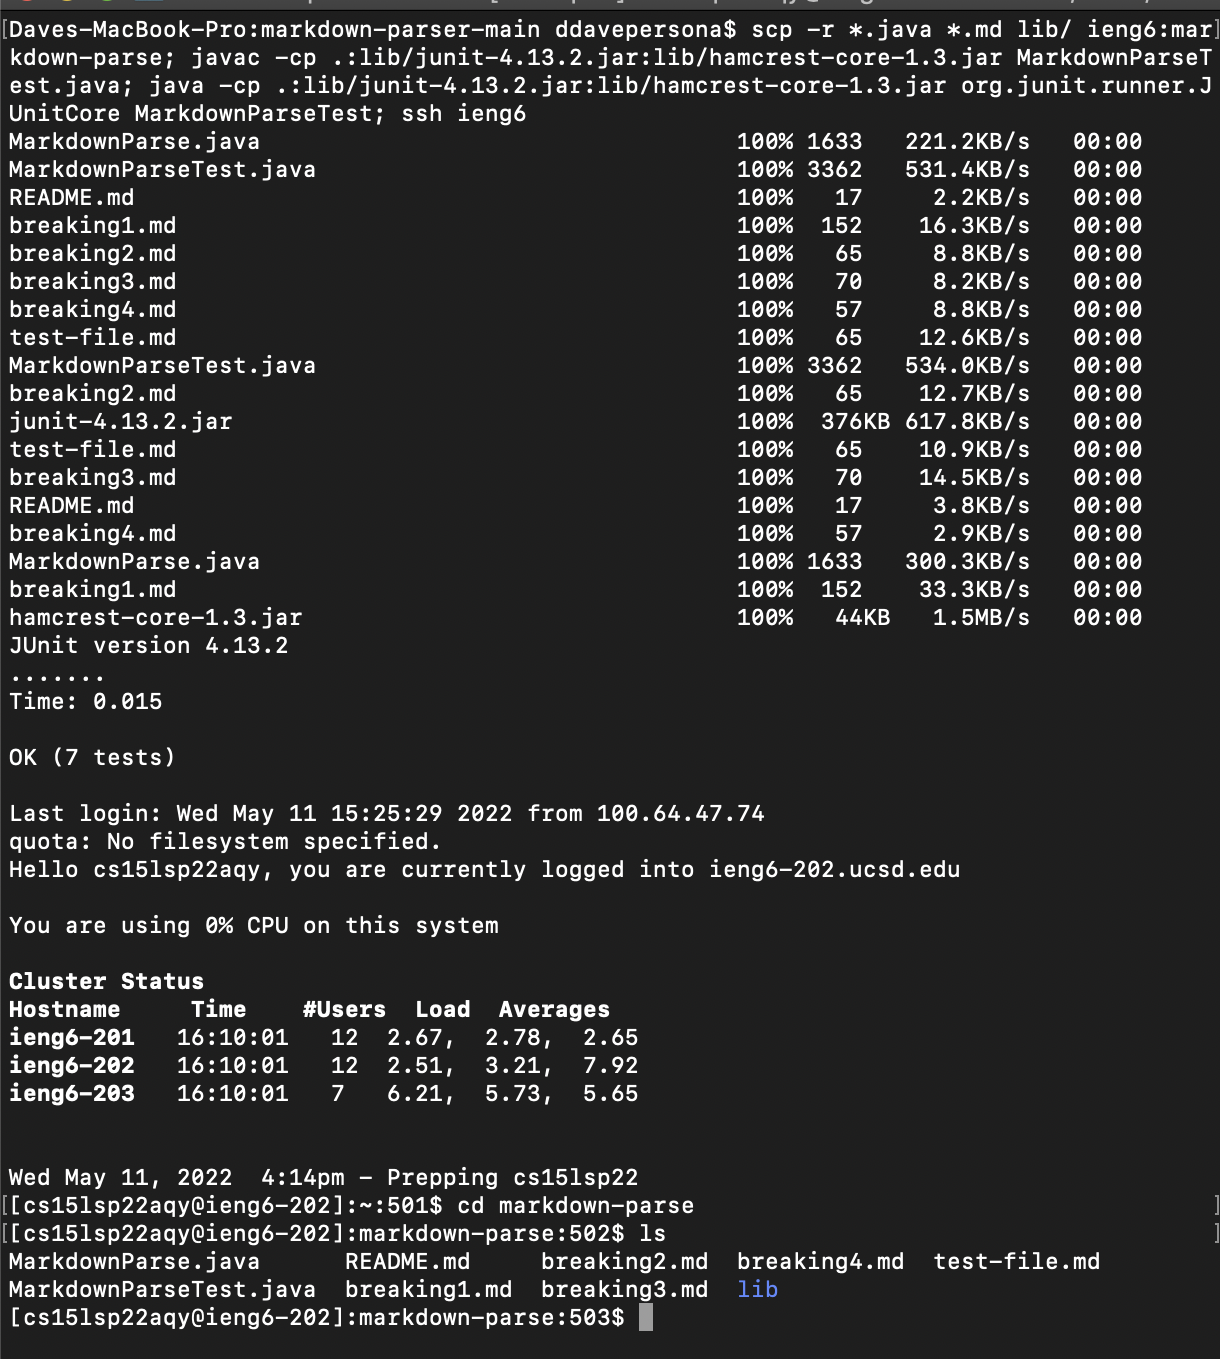 [Daves-MacBook-Pro:markdown-parser-main ddavepersona$ scp -r *.java *.md lib/ ieng6:mar]
kdown-parse; javac -cp .:lib/junit-4.13.2.jar:lib/hamcrest-core-1.3.jar MarkdownParseT
est.java; java -cp .:lib/junit-4.13.2.jar:lib/hamcrest-core-1.3.jar org.junit.runner.J
UnitCore MarkdownParseTest; ssh ieng6
MarkdownParse.java 100% 1633 221.2KB/s 00:00
MarkdownParseTest.java 100% 3362 531.4KB/s 00:00
README.md 100% 17 2.2KB/s 00:00
breaking1.md 100% 152 16.3KB/s 00:00
breaking2.md 100% 65 8.8KB/s 00:00
breaking3.md 100% 70 8.2KB/s 00:00
breaking4.md 100% 57 8.8KB/s 00:00
test-file.md 100% 65 12.6KB/s 00:00
MarkdownParseTest.java 100% 3362 534.0KB/s 00:00
breaking2.md 100% 65 12.7KB/s 00:00
junit-4.13.2.jar 100% 376KB 617.8KB/s 00:00
test-file.md 100% 65 10.9KB/s 00:00
breaking3.md 100% 70 14.5KB/s 00:00
README.md 100% 17 3.8KB/s 00:00
breaking4.md 100% 57 2.9KB/s 00:00
MarkdownParse.java 100% 1633 300.3KB/s 00:00
breaking1.md 100% 152 33.3KB/s 00:00
hamcrest-core-1.3.jar 100% 44KB 1.5MB/s 00:00
JUnit version 4.13.2
.......
Time: 0.015
OK (7 tests)
Last login: Wed May 11 15:25:29 2022 from 100.64.47.74
quota: No filesystem specified.
Hello cs15lsp22aqy, you are currently logged into ieng6-202.ucsd.edu
You are using 0% CPU on this system
Cluster Status
Hostname Time #Users Load Averages
ieng6-201 16:10:01 12 2.67, 2.78, 2.65
ieng6-202 16:10:01 12 2.51, 3.21, 7.92
ieng6-203 16:10:01 7 6.21, 5.73, 5.65
Wed May 11, 2022 4:14pm - Prepping cs15lsp22
[[cs15lsp22aqy@ieng6-202]:~:501$ cd markdown-parse ]
[[cs15lsp22aqy@ieng6-202]:markdown-parse:502$ ls ]
MarkdownParse.java README.md breaking2.md breaking4.md test-file.md
MarkdownParseTest.java breaking1.md breaking3.md lib
[cs15lsp22aqy@ieng6-202]:markdown-parse:503$